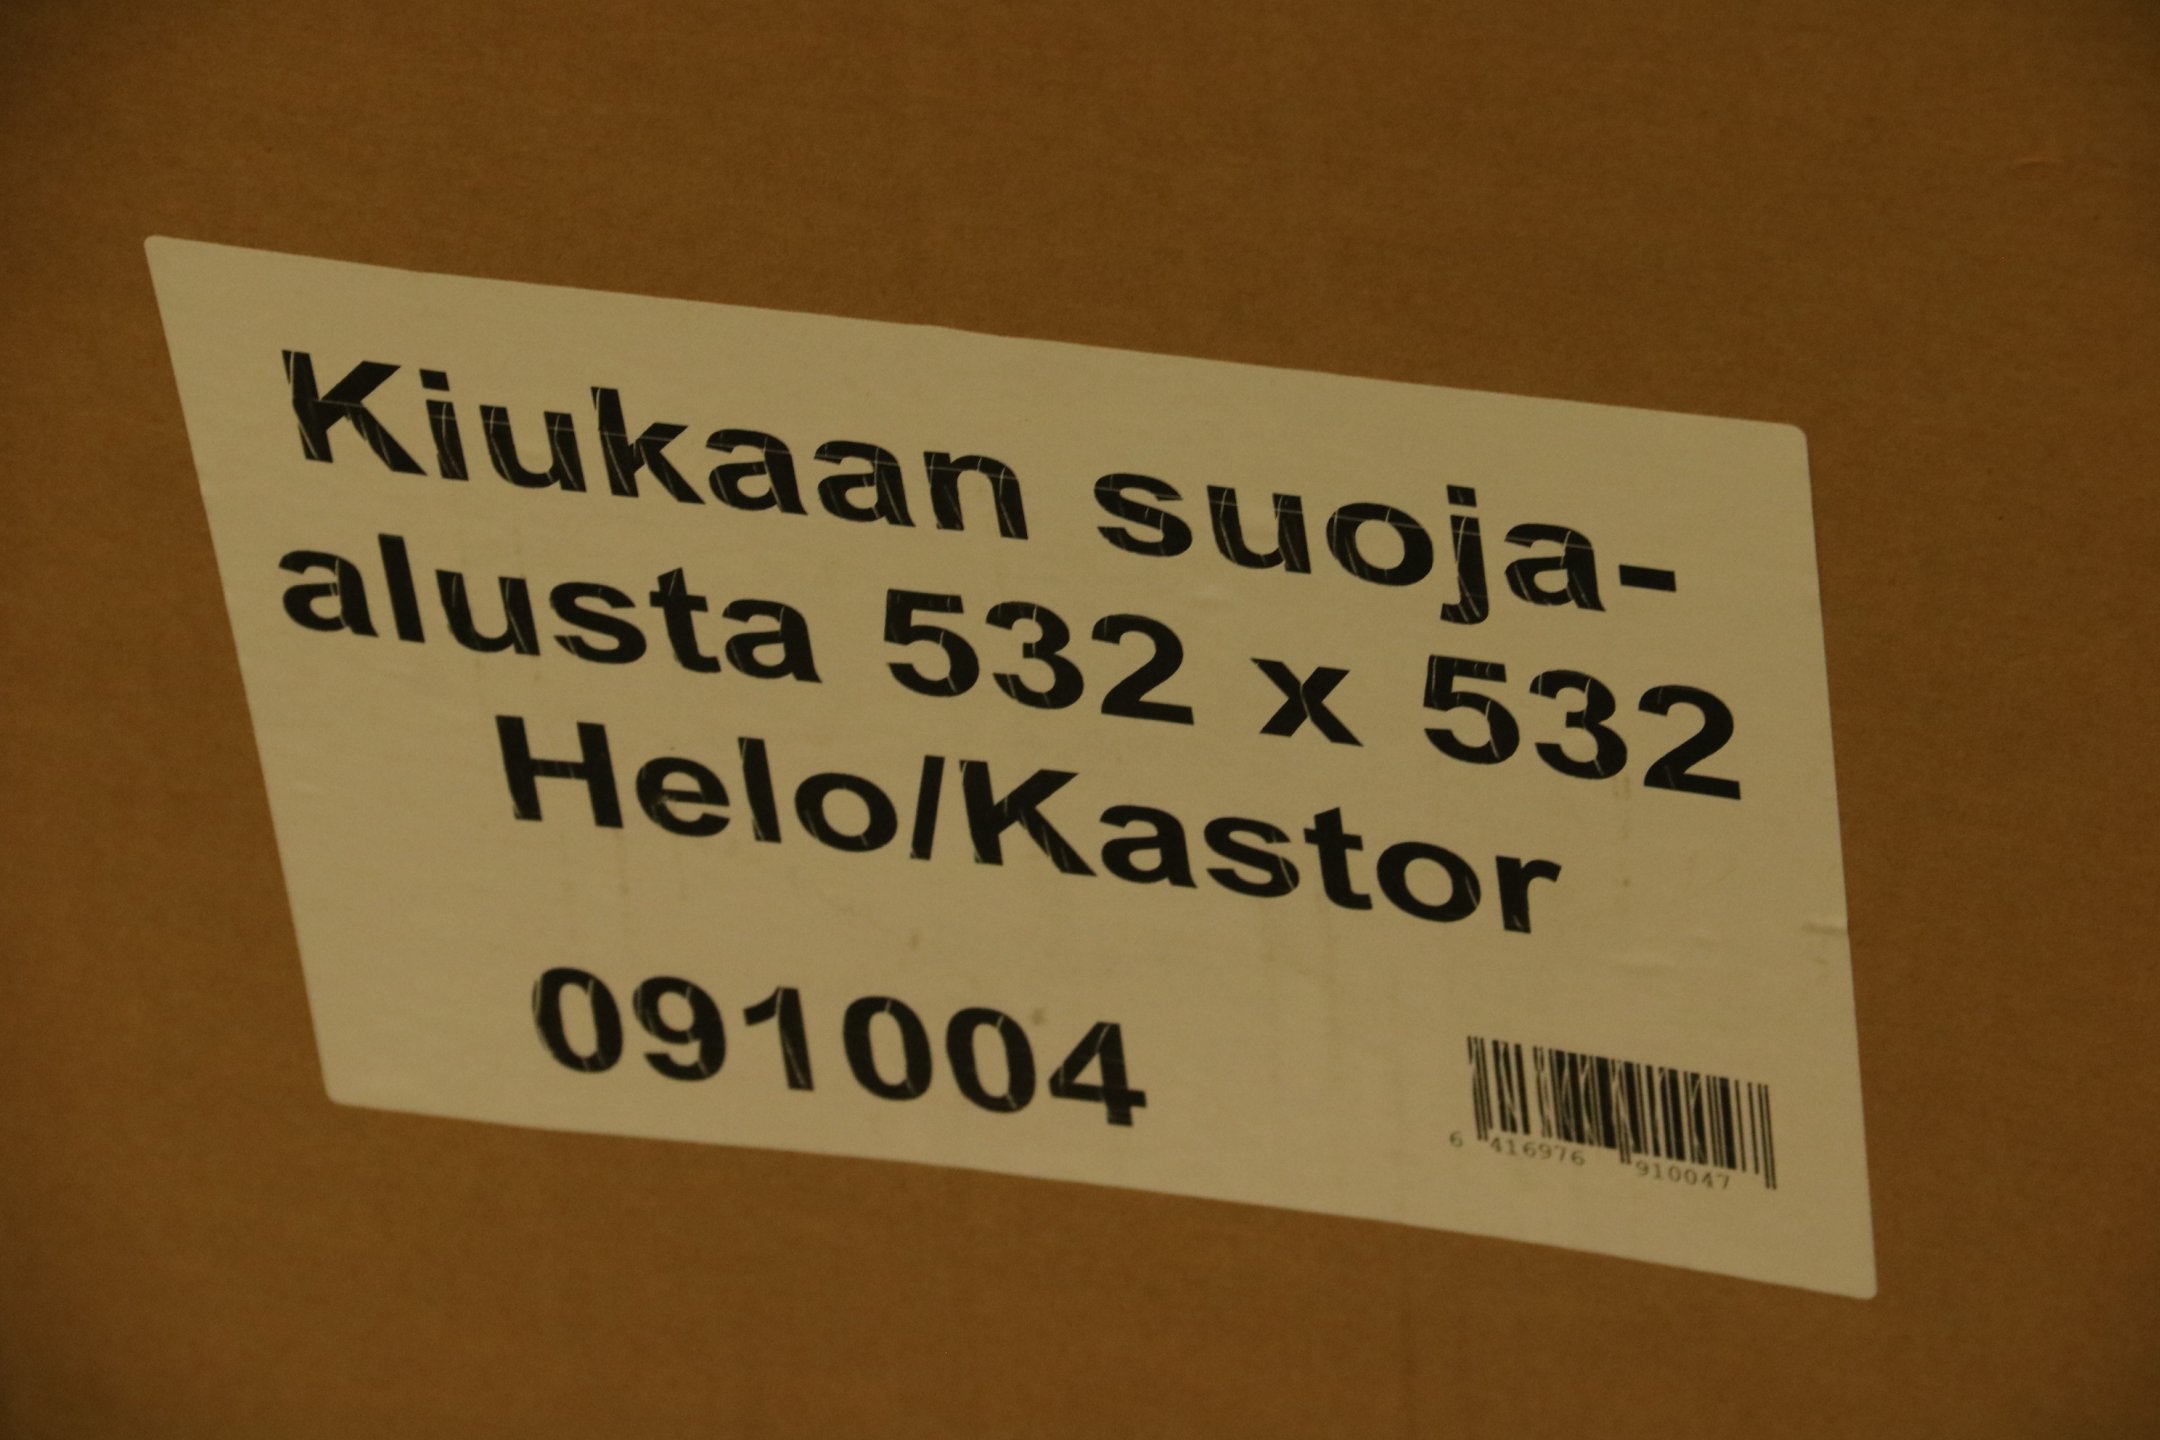 Kiukaan suoja-
alusta 532 x 532
Helo/Kastor
091004
6 416976 910047